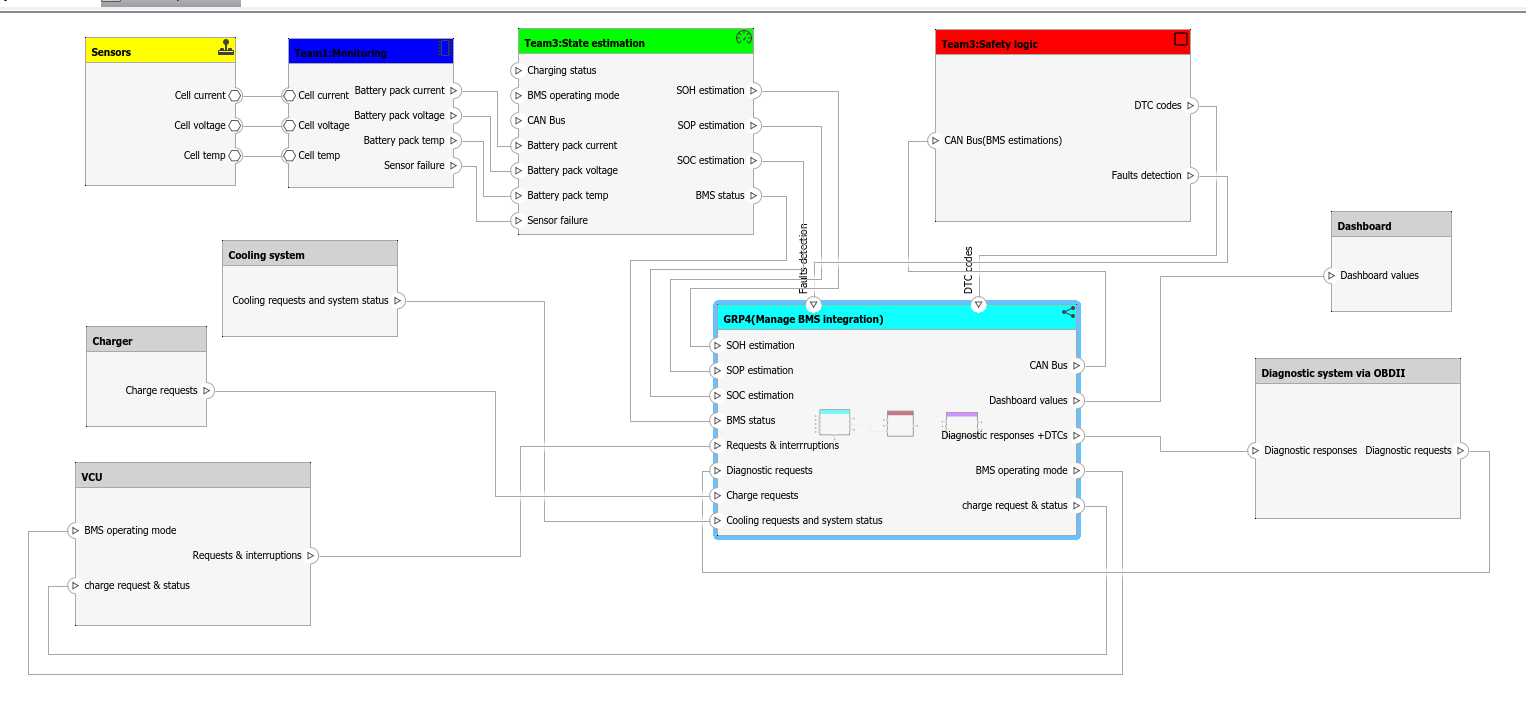 Sensors
Cell current
Cell voltage
Cell temp
Team1:Monitoring
Cell current
Cell voltage
Cell temp
Battery pack current
Battery pack voltage
Battery pack temp
Sensor failure
Team3:State estimation
Charging status
BMS operating mode
CAN Bus
Battery pack current
Battery pack voltage
Battery pack temp
Sensor failure
SOH estimation
SOP estimation
SOC estimation
BMS status
Team3:Safety logic
CAN Bus(BMS estimations)
DTC codes
Faults detection
Dashboard
Dashboard values
Cooling system
Cooling requests and system status
Charger
Charge requests
Faults detection
DTC codes
GRP4(Manage BMS integration)
SOH estimation
SOP estimation
SOC estimation
BMS status
Requests & interrruptions
Diagnostic requests
Charge requests
Cooling requests and system status
CAN Bus
Dashboard values
Diagnostic responses +DTCs
BMS operating mode
charge request & status
Diagnostic system via OBDII
Diagnostic responses
Diagnostic requests
VCU
BMS operating mode
Requests & interruptions
charge request & status